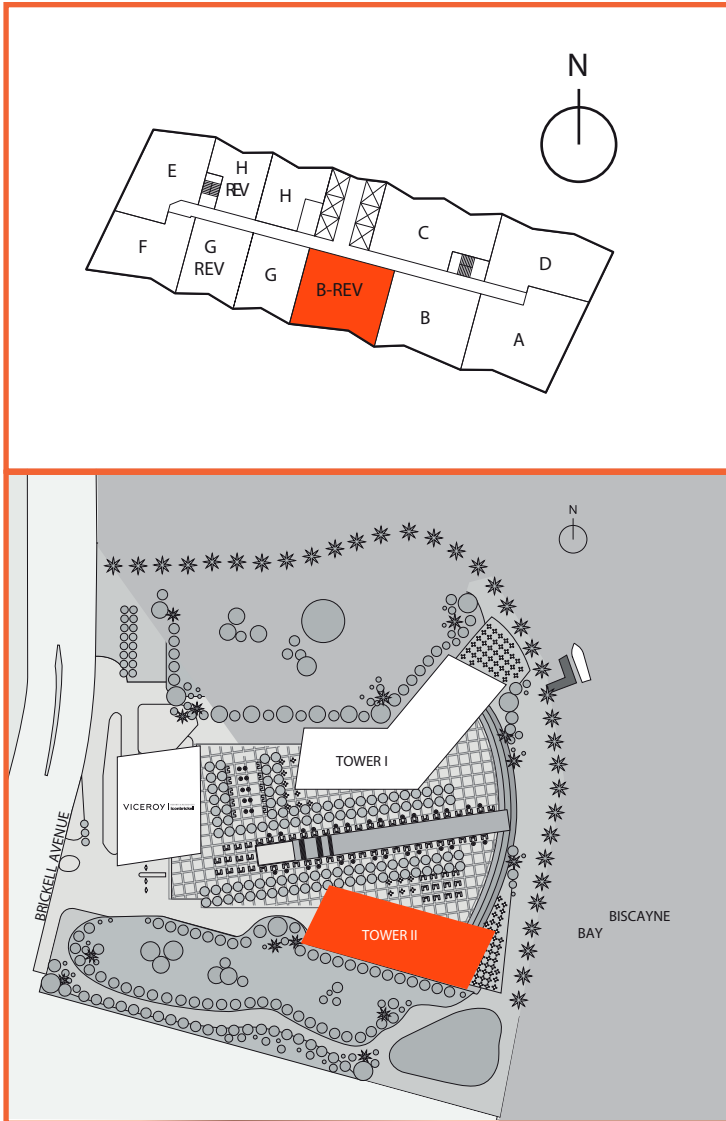 N
E
H
REV
H
C
D
F
G
REV
G
B-REV
B
A
N
TOWER I
VICEROY
BRICKELL AVENUE
TOWER II
BISCAYNE
BAY